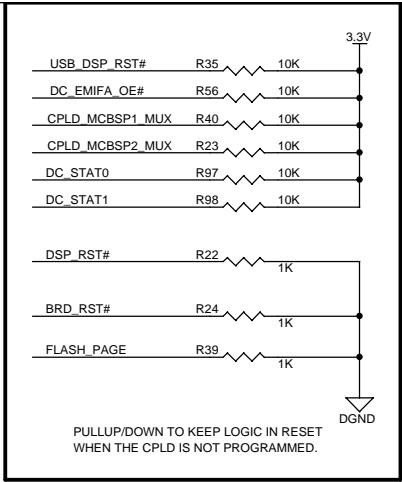 3.3V
USB_DSP_RST# R35 10K
DC_EMIFA_OE# R56 10K
CPLD_MCBSP1_MUX R40 10K
CPLD_MCBSP2_MUX R23 10K
DC_STAT0 R97 10K
DC_STAT1 R98 10K
DSP_RST# R22 1K
BRD_RST# R24 1K
FLASH_PAGE R39 1K
DGND
PULLUP/DOWN TO KEEP LOGIC IN RESET
WHEN THE CPLD IS NOT PROGRAMMED.